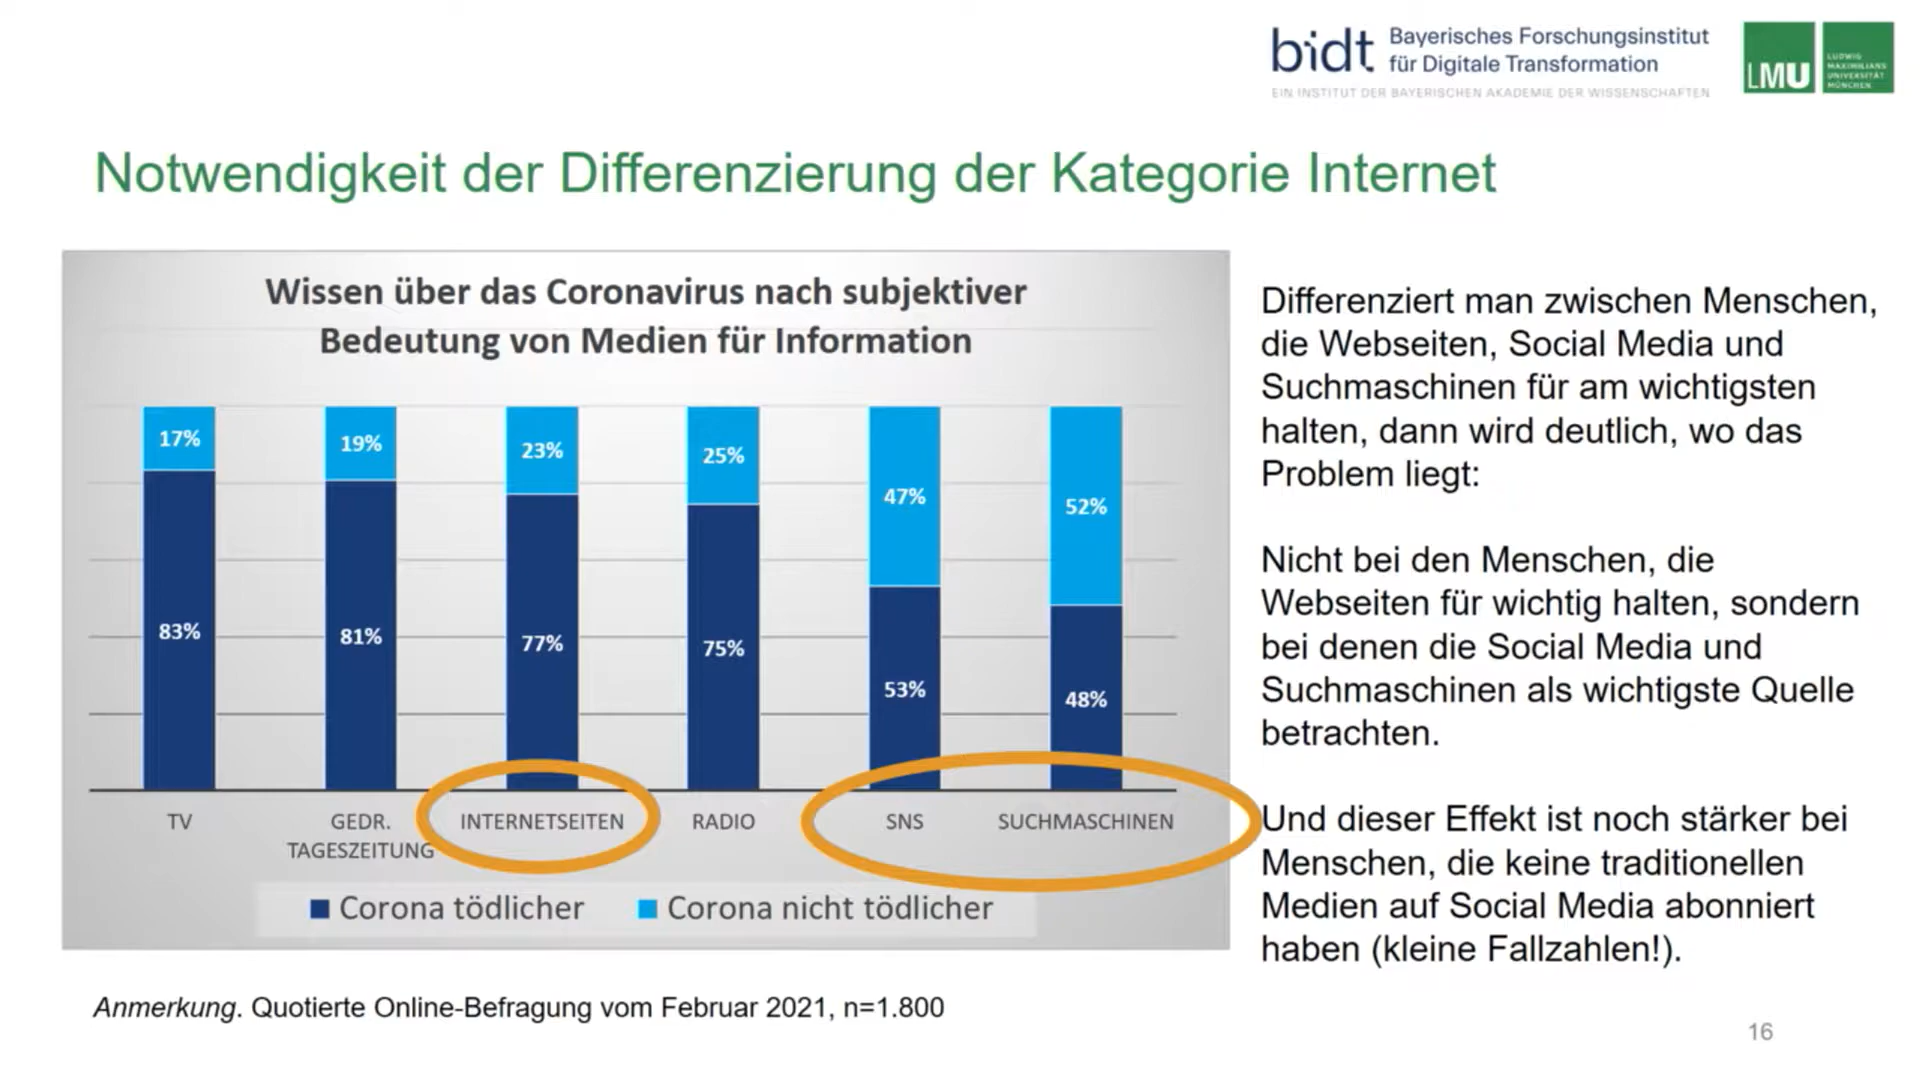 bidt Bayerisches Forschungsinstitut
für Digitale Transformation
EIN INSTITUT DER BAYERISCHEN AKADEMIE DER WISSENSCHAFTEN
LMU
LUDWIG
MAXIMILIANS
UNIVERSITÄT
MÜNCHEN
Notwendigkeit der Differenzierung der Kategorie Internet
Wissen über das Coronavirus nach subjektiver
Bedeutung von Medien für Information
17% 19% 23% 25% 47% 52%
83% 81% 77% 75% 53% 48%
TV GEDR. INTERNETSEITEN RADIO SNS SUCHMASCHINEN
TAGESZEITUNG
Corona tödlicher Corona nicht tödlicher
Differenziert man zwischen Menschen,
die Webseiten, Social Media und
Suchmaschinen für am wichtigsten
halten, dann wird deutlich, wo das
Problem liegt:
Nicht bei den Menschen, die
Webseiten für wichtig halten, sondern
bei denen die Social Media und
Suchmaschinen als wichtigste Quelle
betrachten.
Und dieser Effekt ist noch stärker bei
Menschen, die keine traditionellen
Medien auf Social Media abonniert
haben (kleine Fallzahlen!).
Anmerkung. Quotierte Online-Befragung vom Februar 2021, n=1.800
16